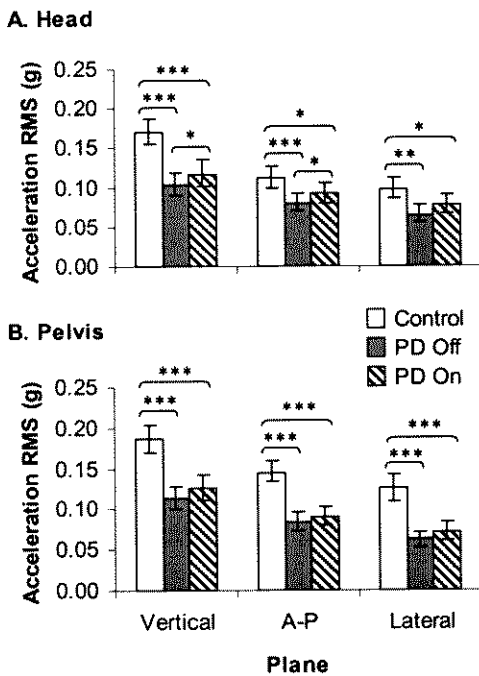 A. Head
Acceleration RMS (g)
0.25
0.20
0.15
0.10
0.05
0.00
***
***
*
*
***
*
*
**
B. Pelvis
Control
PD Off
PD On
Acceleration RMS (g)
0.25
0.20
0.15
0.10
0.05
0.00
***
***
***
***
***
***
Vertical
A-P
Lateral
Plane